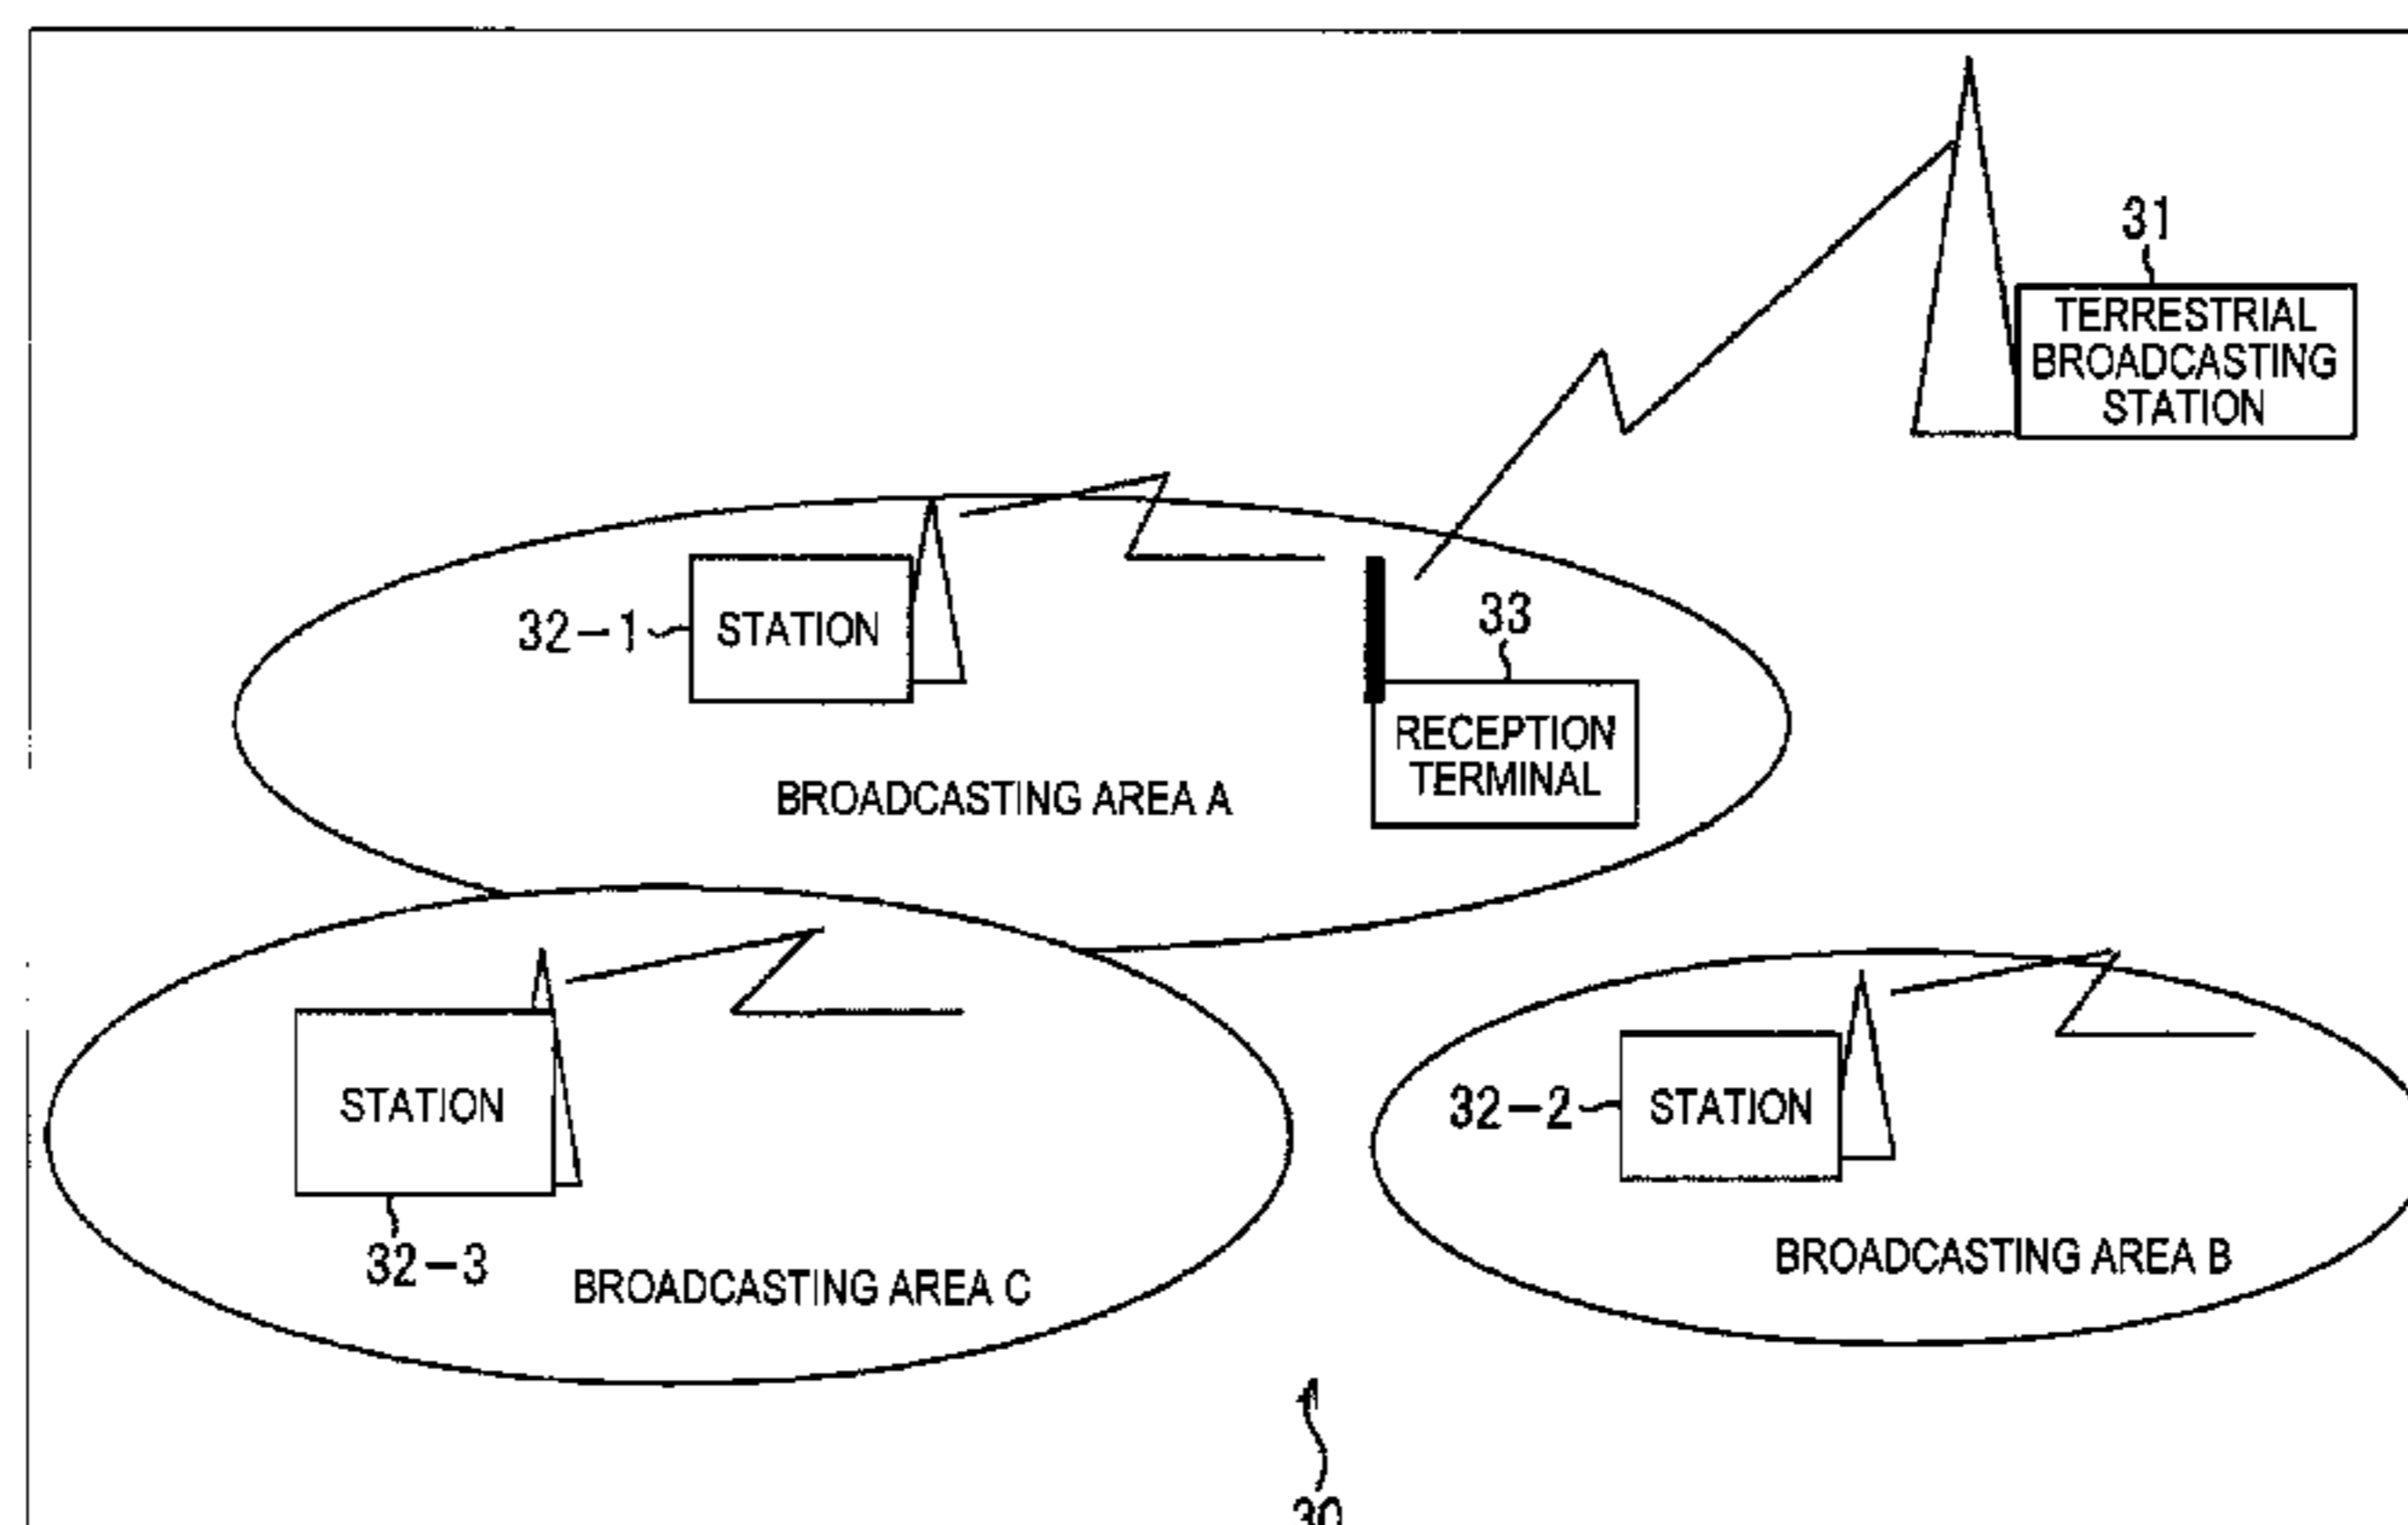 31
TERRESTRIAL
BROADCASTING
STATION
32-1
STATION
33
RECEPTION
TERMINAL
BROADCASTING AREA A
STATION
32-3
BROADCASTING AREA C
32-2
STATION
BROADCASTING AREA B
30